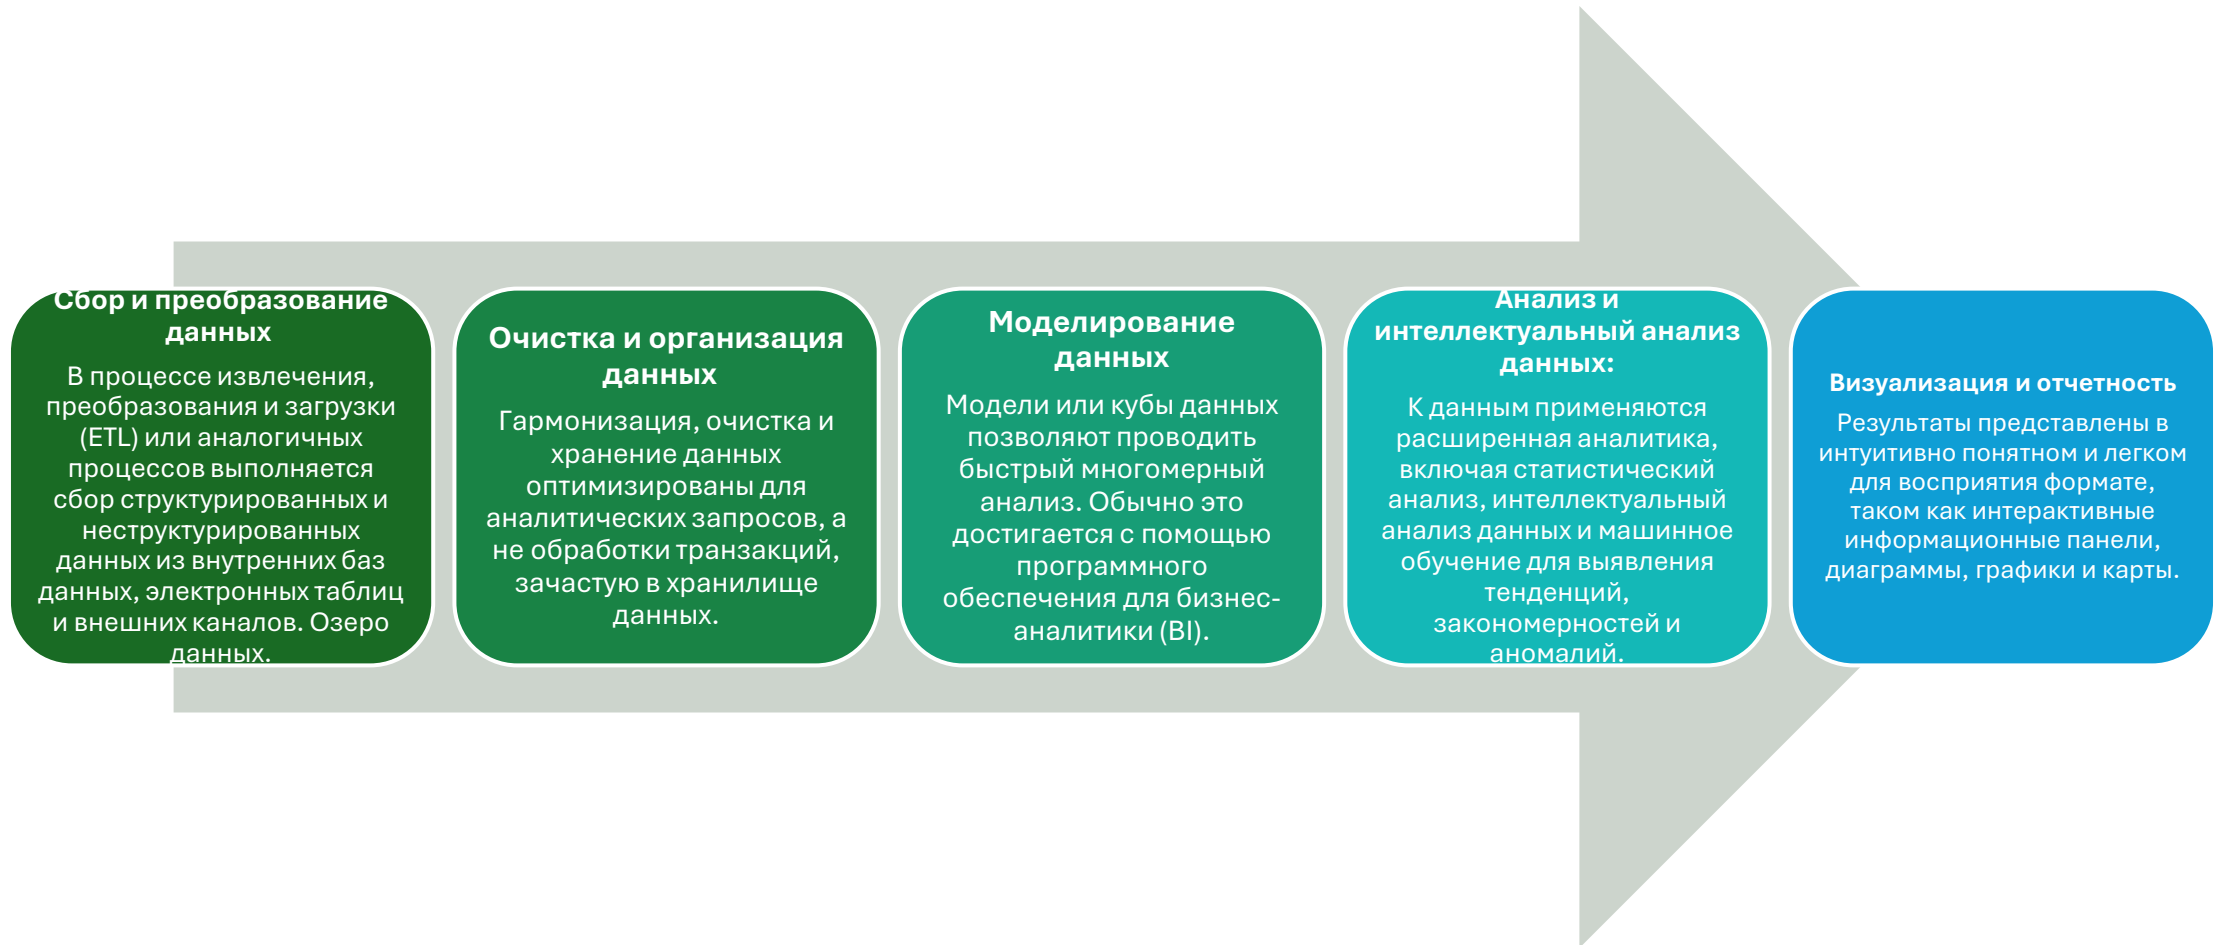 Сбор и преобразование
данных
В процессе извлечения,
преобразования и загрузки
(ETL) или аналогичных
процессов выполняется
сбор структурированных и
неструктурированных
данных из внутренних баз
данных, электронных таблиц
и внешних каналов. Озеро
данных.
Очистка и организация
данных
Гармонизация, очистка и
хранение данных
оптимизированы для
аналитических запросов, а
не обработки транзакций,
зачастую в хранилище
данных.
Моделирование
данных
Модели или кубы данных
позволяют проводить
быстрый многомерный
анализ. Обычно это
достигается с помощью
программного
обеспечения для бизнес-
аналитики (BI).
Анализ и
интеллектуальный анализ
данных:
К данным применяются
расширенная аналитика,
включая статистический
анализ, интеллектуальный
анализ данных и машинное
обучение для выявления
тенденций,
закономерностей и
аномалий.
Визуализация и отчетность
Результаты представлены в
интуитивно понятном и легком
для восприятия формате,
таком как интерактивные
информационные панели,
диаграммы, графики и карты.